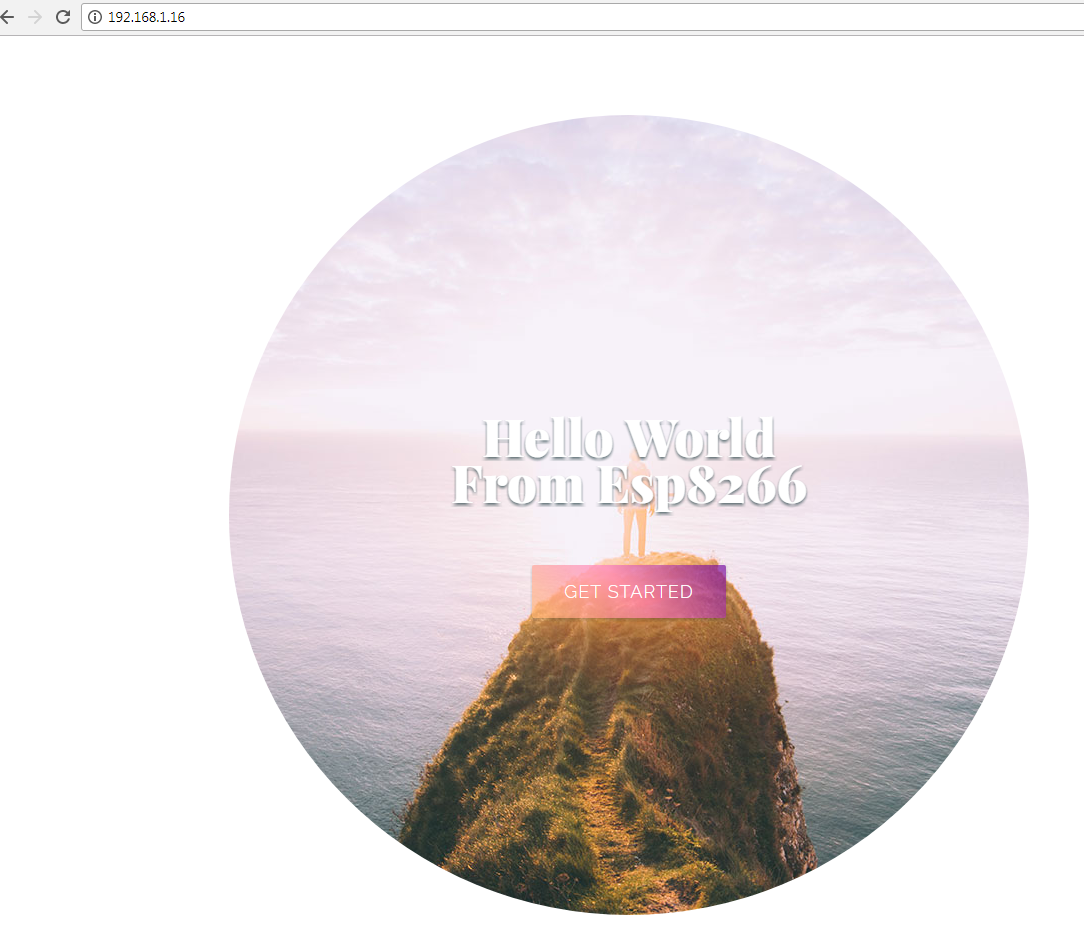 192.168.1.16
Hello World
From Esp8266
GET STARTED